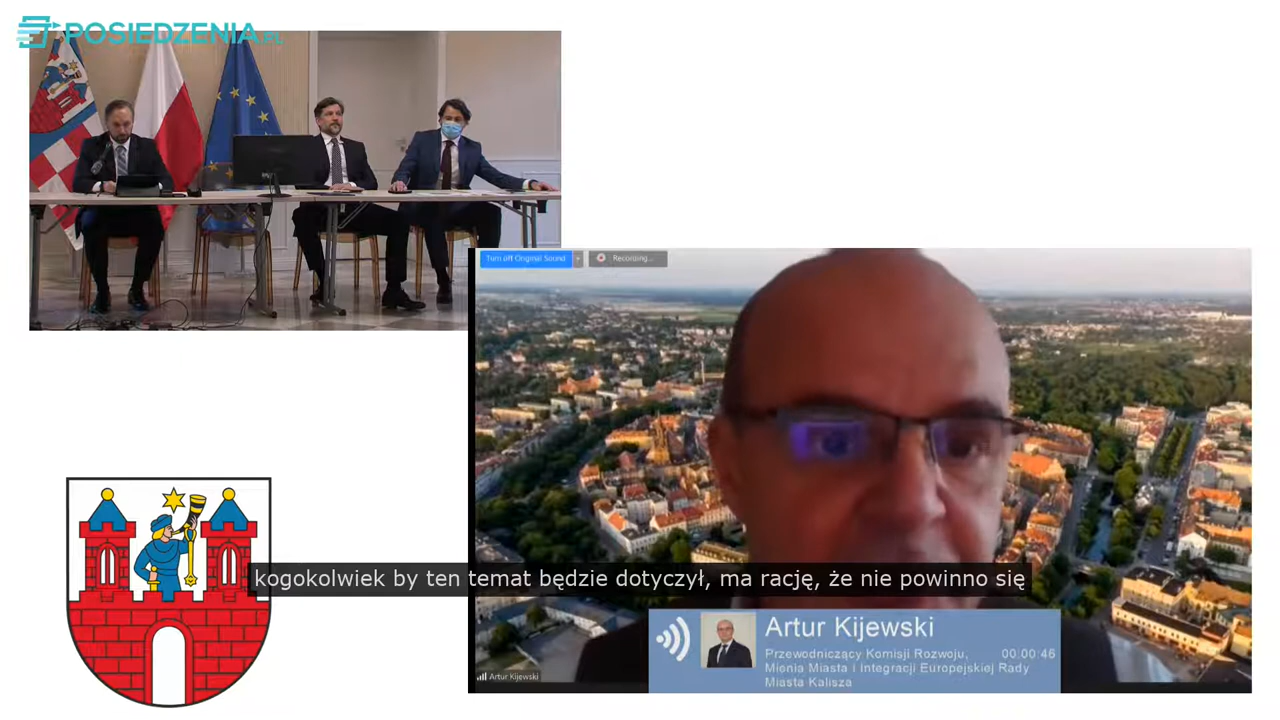 POSIEDZENIA.PL
Turn off Original Sound
Recording...
kogokolwiek by ten temat będzie dotyczył, ma rację, że nie powinno się
Artur Kijewski
Przewodniczący Komisji Rozwoju, 00:00:46
Mienia Miasta i Integracji Europejskiej Rady
Miasta Kalisza
Artur Kijewski